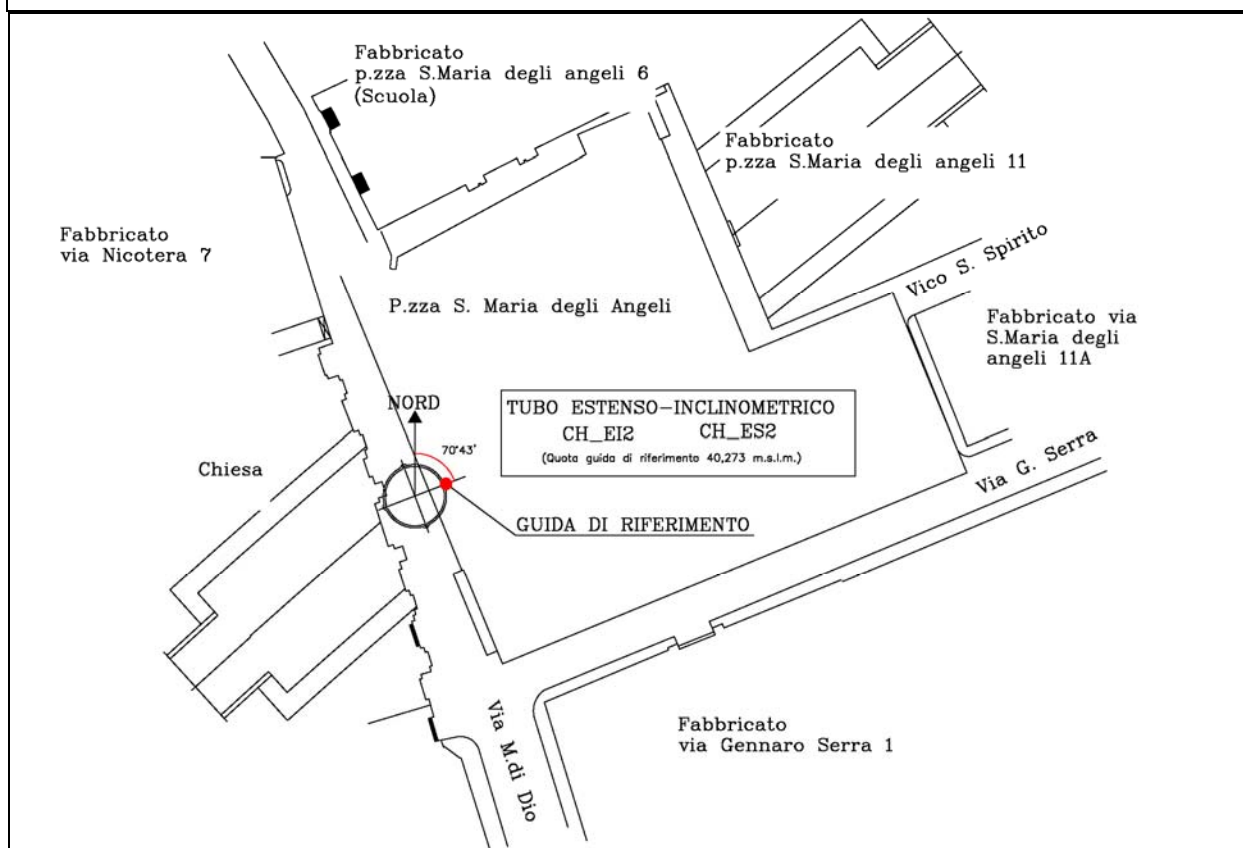 Fabbricato
p.zza S.Maria degli angeli 6
(Scuola)
Fabbricato
p.zza S.Maria degli angeli 11
Fabbricato
via Nicotera 7
Vico S. Spirito
P.zza S. Maria degli Angeli
Fabbricato via
S.Maria degli
angeli 11A
NORD
70°43'
TUBO ESTENSO-INCLINOMETRICO
CH_EI2 CH_ES2
(Quota guida di riferimento 40,273 m.s.l.m.)
Chiesa
Via G. Serra
GUIDA DI RIFERIMENTO
Via M.di Dio
Fabbricato
via Gennaro Serra 1